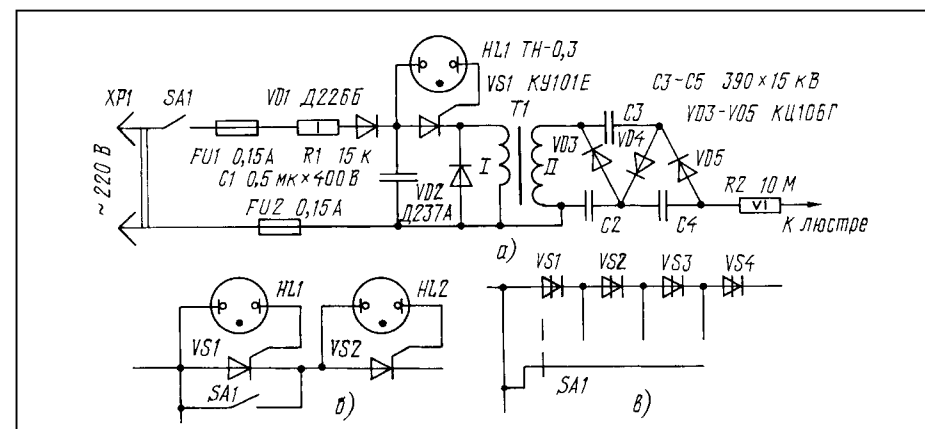 HL1 ТН-0,3
VS1 КУ101Е
C3-C5 390×15 кВ
VD3-VD5 КЦ106Г
XP1
SA1
VD1 Д226Б
T1
C3
VD3
VD4
VD5
FU1 0,15А
R1 15 к
C1 0,5 мк×400 В
~ 220 В
I
II
VD2
Д237А
R2 10 М
VI
FU2 0,15А
C2
C4
К люстре
а)
HL1
HL2
VS1
VS2
SA1
б)
VS1
VS2
VS3
VS4
SA1
в)